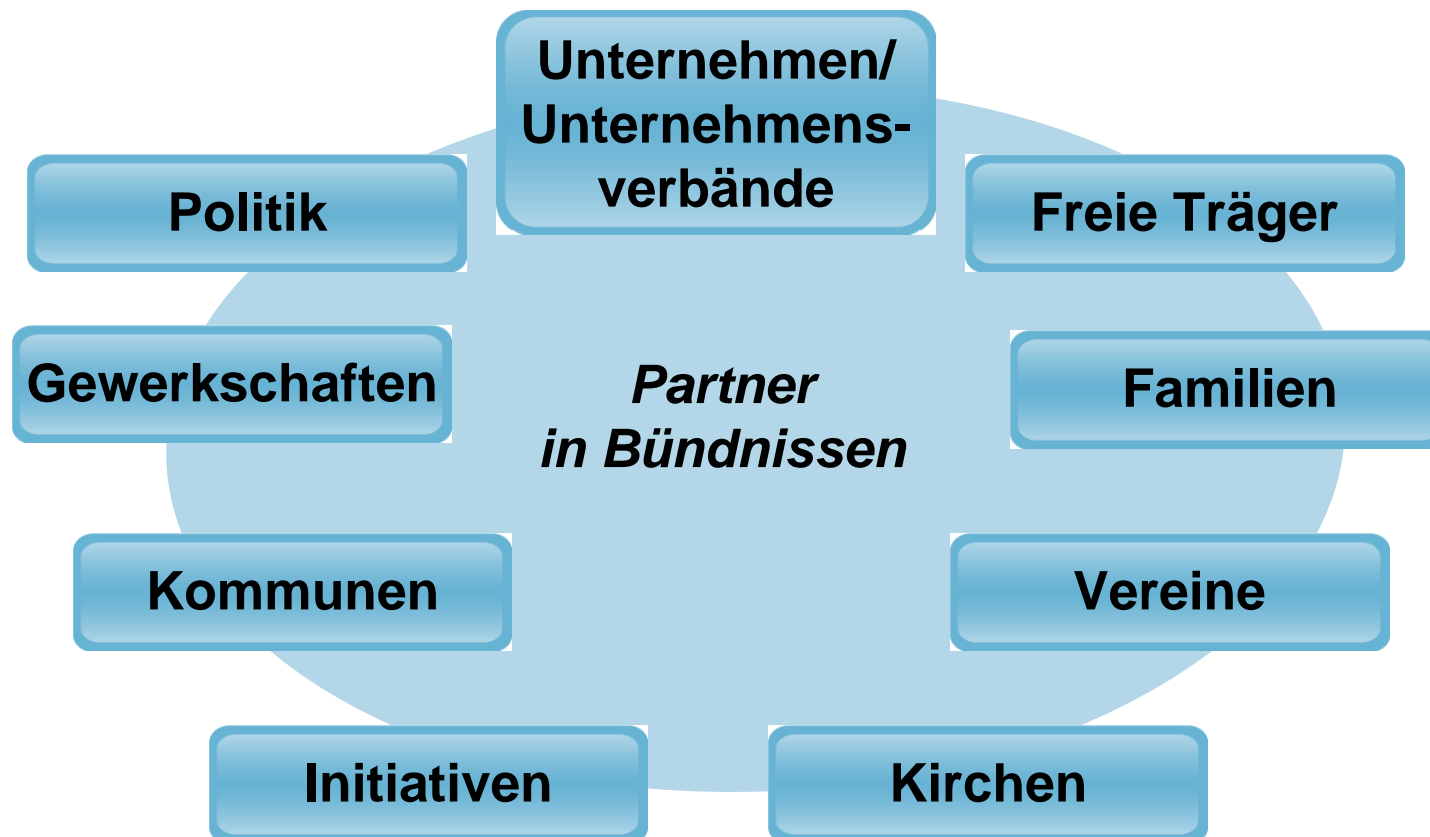 Unternehmen/
Unternehmens-
verbände
Politik
Freie Träger
Gewerkschaften
Partner
in Bündnissen
Familien
Kommunen
Vereine
Initiativen
Kirchen